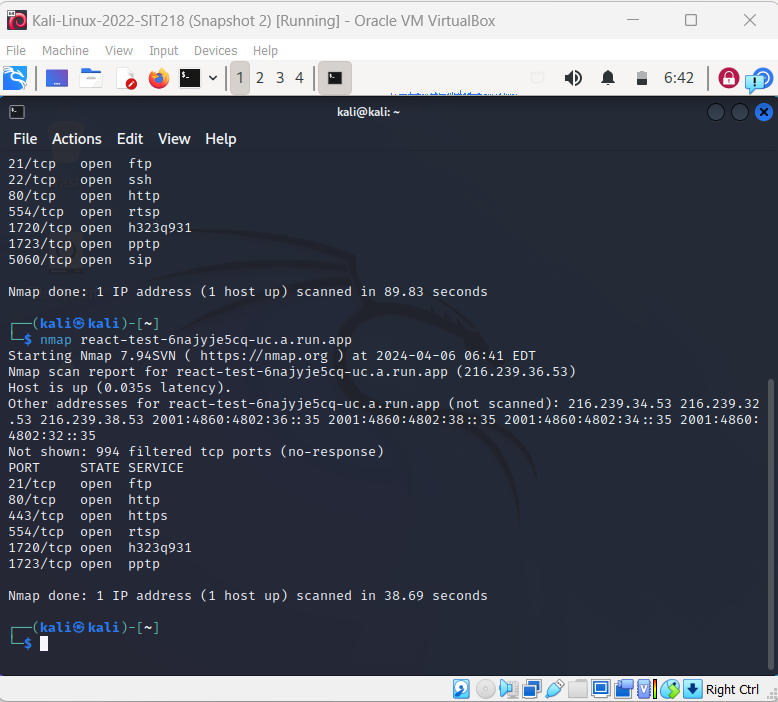 Kali-Linux-2022-SIT218 (Snapshot 2) [Running] - Oracle VM VirtualBox
File Machine View Input Devices Help
1 2 3 4 6:42
kali@kali: ~
File Actions Edit View Help
21/tcp   open  ftp
22/tcp   open  ssh
80/tcp   open  http
554/tcp  open  rtsp
1720/tcp open  h323q931
1723/tcp open  pptp
5060/tcp open  sip
Nmap done: 1 IP address (1 host up) scanned in 89.83 seconds
┌──(kali㉿kali)-[~]
└─$ nmap react-test-6najyje5cq-uc.a.run.app
Starting Nmap 7.94SVN ( https://nmap.org ) at 2024-04-06 06:41 EDT
Nmap scan report for react-test-6najyje5cq-uc.a.run.app (216.239.36.53)
Host is up (0.035s latency).
Other addresses for react-test-6najyje5cq-uc.a.run.app (not scanned): 216.239.34.53 216.239.32
.53 216.239.38.53 2001:4860:4802:36::35 2001:4860:4802:38::35 2001:4860:4802:34::35 2001:4860:
4802:32::35
Not shown: 994 filtered tcp ports (no-response)
PORT     STATE SERVICE
21/tcp   open  ftp
80/tcp   open  http
443/tcp  open  https
554/tcp  open  rtsp
1720/tcp open  h323q931
1723/tcp open  pptp
Nmap done: 1 IP address (1 host up) scanned in 38.69 seconds
┌──(kali㉿kali)-[~]
└─$
Right Ctrl